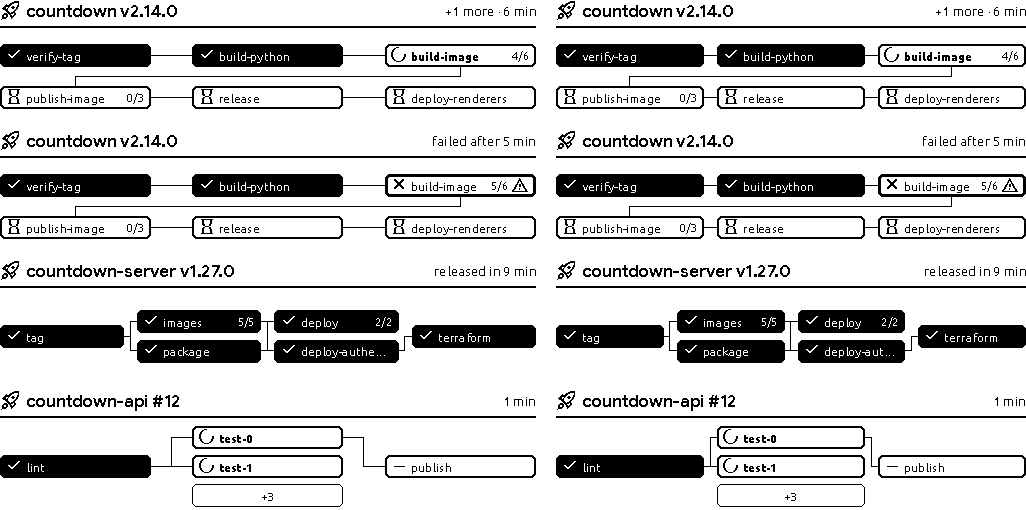 countdown v2.14.0 +1 more · 6 min
verify-tag build-python build-image 4/6
publish-image 0/3 release deploy-renderers
countdown v2.14.0 failed after 5 min
verify-tag build-python build-image 5/6
publish-image 0/3 release deploy-renderers
countdown-server v1.27.0 released in 9 min
images 5/5 deploy 2/2
tag terraform
package deploy-authe...
countdown-api #12 1 min
test-0
lint test-1 publish
+3
countdown v2.14.0 +1 more · 6 min
verify-tag build-python build-image 4/6
publish-image 0/3 release deploy-renderers
countdown v2.14.0 failed after 5 min
verify-tag build-python build-image 5/6
publish-image 0/3 release deploy-renderers
countdown-server v1.27.0 released in 9 min
images 5/5 deploy 2/2
tag terraform
package deploy-aut...
countdown-api #12 1 min
test-0
lint test-1 publish
+3